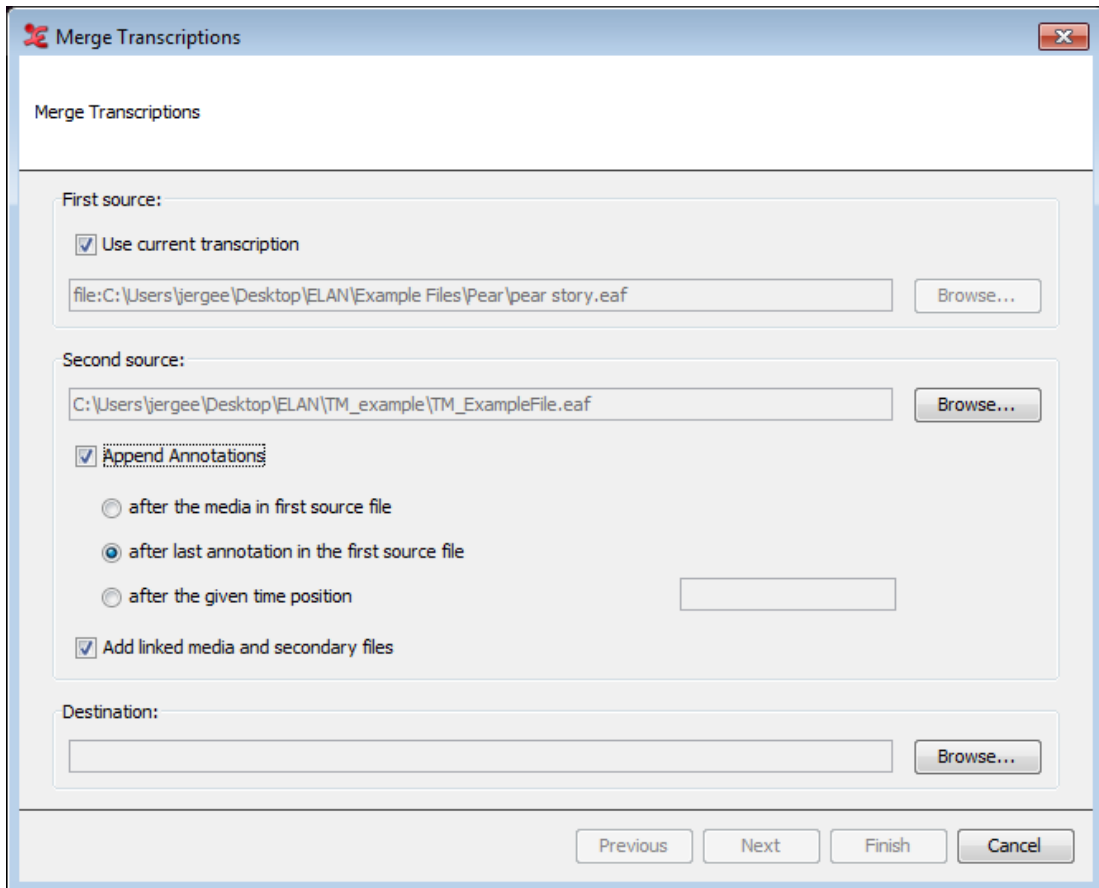 Merge Transcriptions
Merge Transcriptions
First source:
Use current transcription
file:C:\Users\jergee\Desktop\ELAN\Example Files\Pear\pear story.eaf
Browse...
Second source:
C:\Users\jergee\Desktop\ELAN\TM_example\TM_ExampleFile.eaf
Browse...
Append Annotations
after the media in first source file
after last annotation in the first source file
after the given time position
Add linked media and secondary files
Destination:
Browse...
Previous Next Finish Cancel